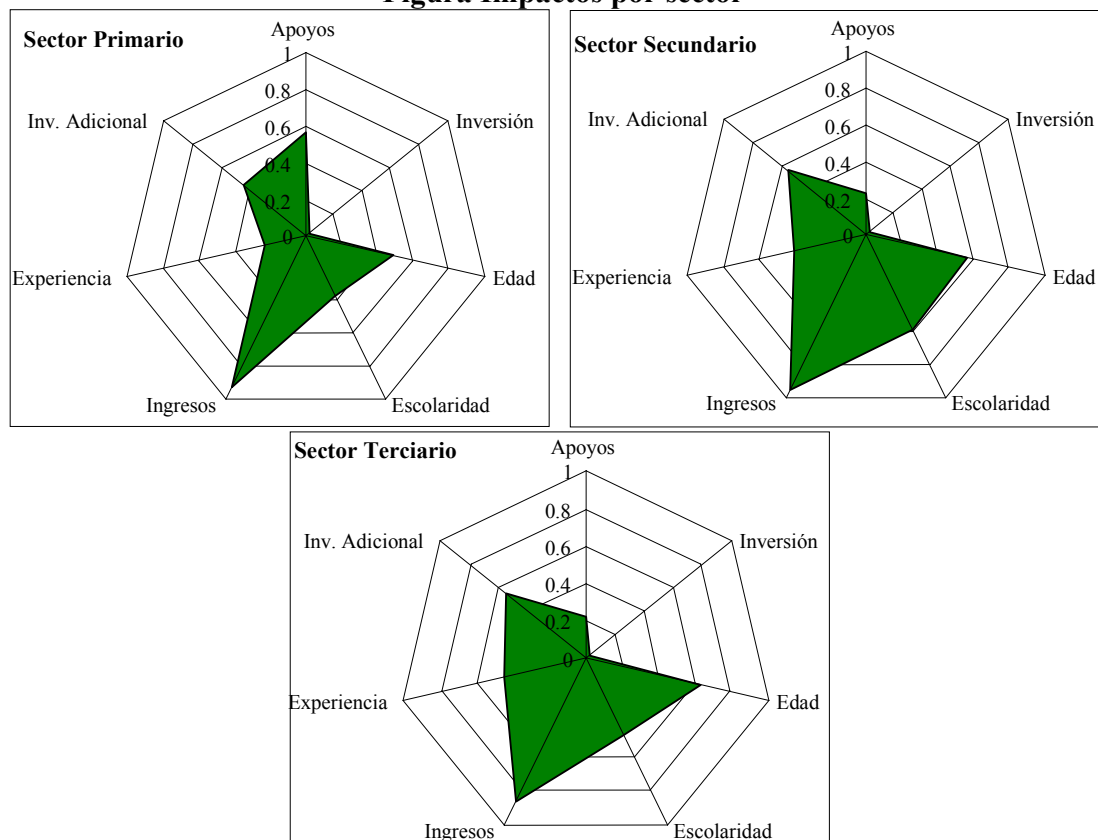 Figura Impactos por sector
Sector Primario
Apoyos
1
0.8
0.6
0.4
0.2
0
Inv. Adicional
Inversión
Experiencia
Edad
Ingresos
Escolaridad
Sector Secundario
Apoyos
1
0.8
0.6
0.4
0.2
0
Inv. Adicional
Inversión
Experiencia
Edad
Ingresos
Escolaridad
Sector Terciario
Apoyos
1
0.8
0.6
0.4
0.2
0
Inv. Adicional
Inversión
Experiencia
Edad
Ingresos
Escolaridad